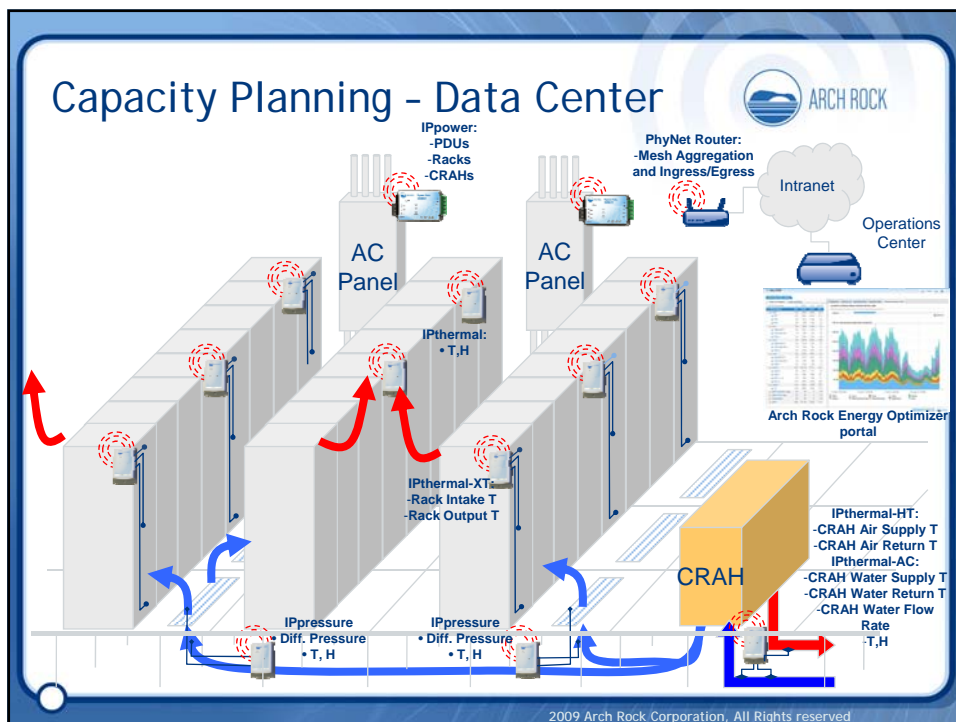 Capacity Planning – Data Center
ARCH ROCK
IPpower:
-PDUs
-Racks
-CRAHs
PhyNet Router:
-Mesh Aggregation
and Ingress/Egress
Intranet
Operations
Center
AC
Panel
AC
Panel
IPthermal:
• T,H
Arch Rock Energy Optimizer
portal
IPthermal-XT:
-Rack Intake T
-Rack Output T
CRAH
IPthermal-HT:
-CRAH Air Supply T
-CRAH Air Return T
IPthermal-AC:
-CRAH Water Supply T
-CRAH Water Return T
-CRAH Water Flow
Rate
-T,H
IPpressure
• Diff. Pressure
• T, H
IPpressure
• Diff. Pressure
• T, H
2009 Arch Rock Corporation, All Rights reserved